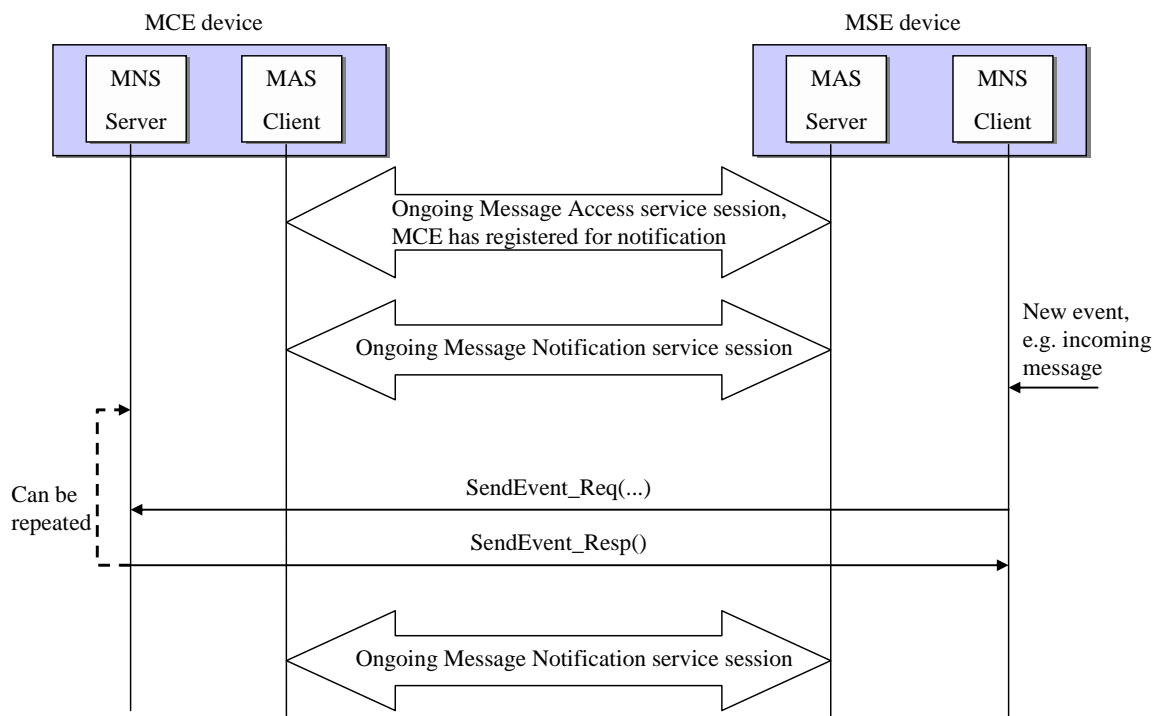 MCE device
MSE device
MNS
Server
MAS
Client
MAS
Server
MNS
Client
Ongoing Message Access service session,
MCE has registered for notification
New event,
e.g. incoming
message
Ongoing Message Notification service session
Can be
repeated
SendEvent_Req(...)
SendEvent_Resp()
Ongoing Message Notification service session